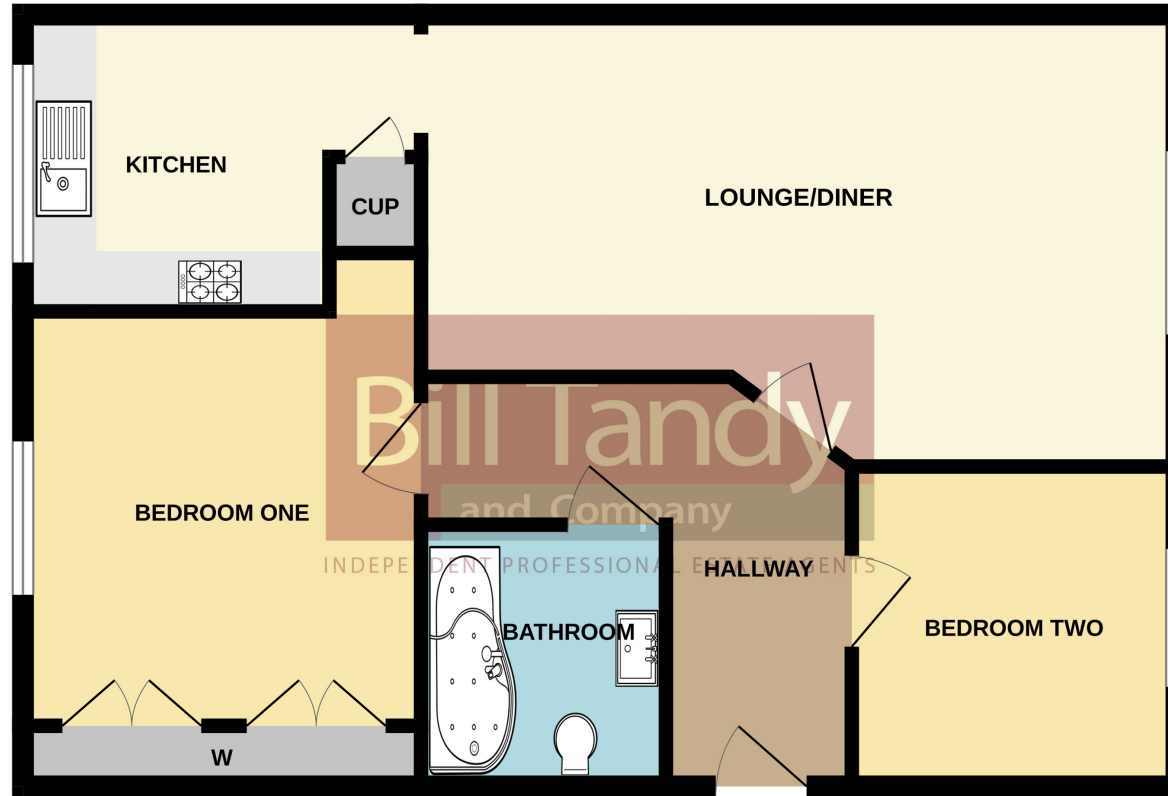 KITCHEN
CUP
LOUNGE/DINER
Bill Tandy
and Company
INDEPENDENT PROFESSIONAL ESTATE AGENTS
BEDROOM ONE
HALLWAY
BATHROOM
BEDROOM TWO
W